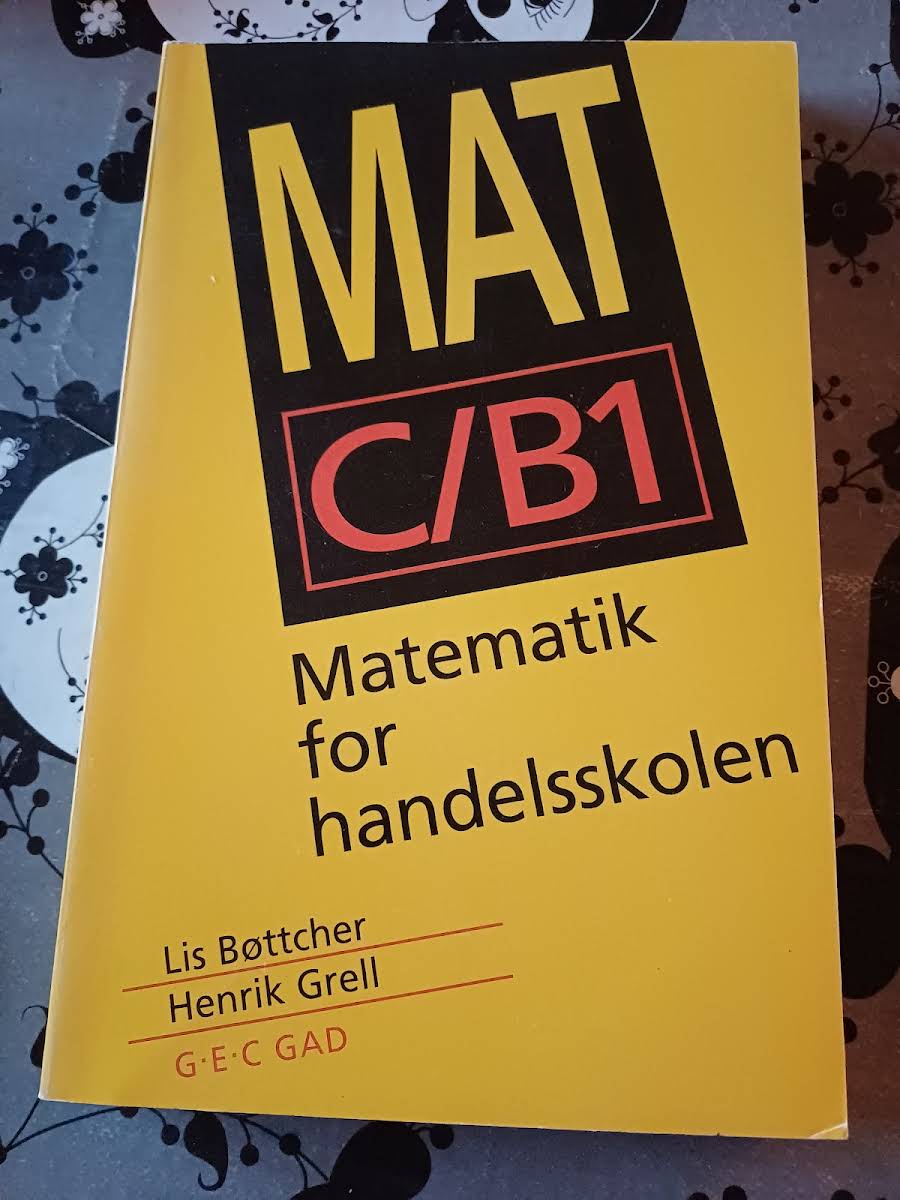 MAT
C/B1
Matematik
for
handelsskolen
Lis Bøttcher
Henrik Grell
G·E·C GAD